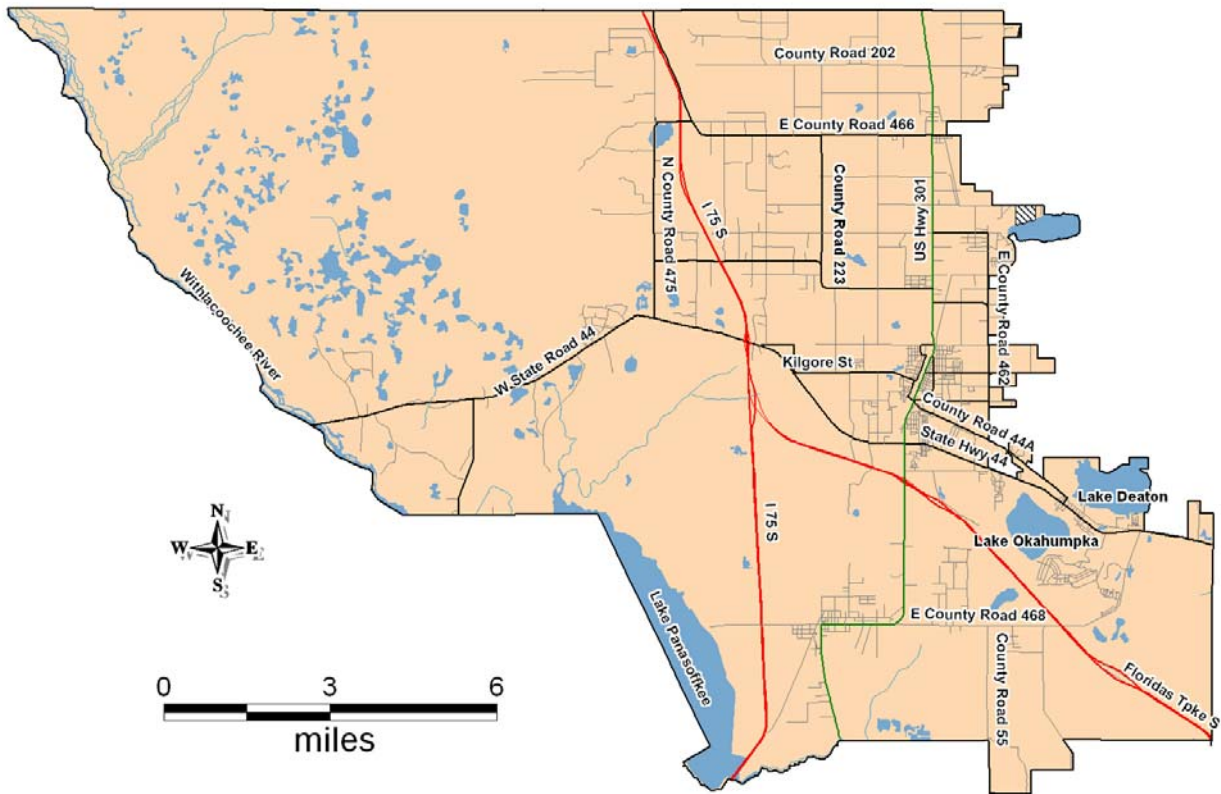 County Road 202
E County Road 466
N County Road 475
I 75 S
County Road 223
US Hwy 301
E County Road 462
Withlacoochee River
W State Road 44
Kilgore St
County Road 44A
State Hwy 44
Lake Deaton
Lake Okahumpka
I 75 S
N
W E
S
Lake Panasoffkee
E County Road 468
County Road 55
Floridas Tpke S
0 3 6
miles